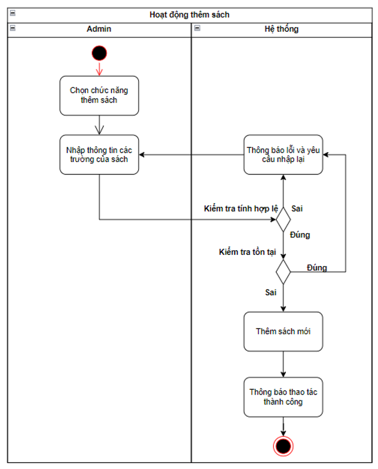 Hoạt động thêm sách
Admin
Hệ thống
Chọn chức năng
thêm sách
Nhập thông tin các
trường của sách
Thông báo lỗi và yêu
cầu nhập lại
Kiểm tra tính hợp lệ
Sai
Đúng
Kiểm tra tồn tại
Đúng
Sai
Thêm sách mới
Thông báo thao tác
thành công